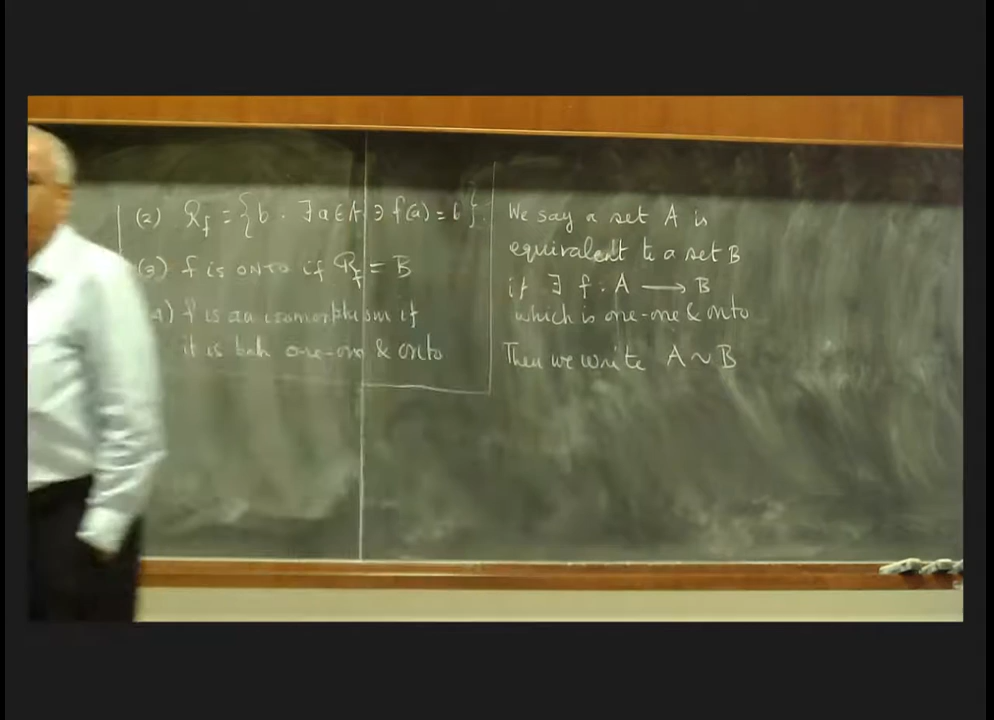 (2) R_f = { b : ∃ a ∈ A ∋ f(a) = b }.
(3) f is onto if R_f = B
4) f is an isomorphism if
it is both one-one & onto
We say a set A is
equivalent to a set B
if ∃ f : A ⟶ B
which is one-one & onto
Then we write A ~ B